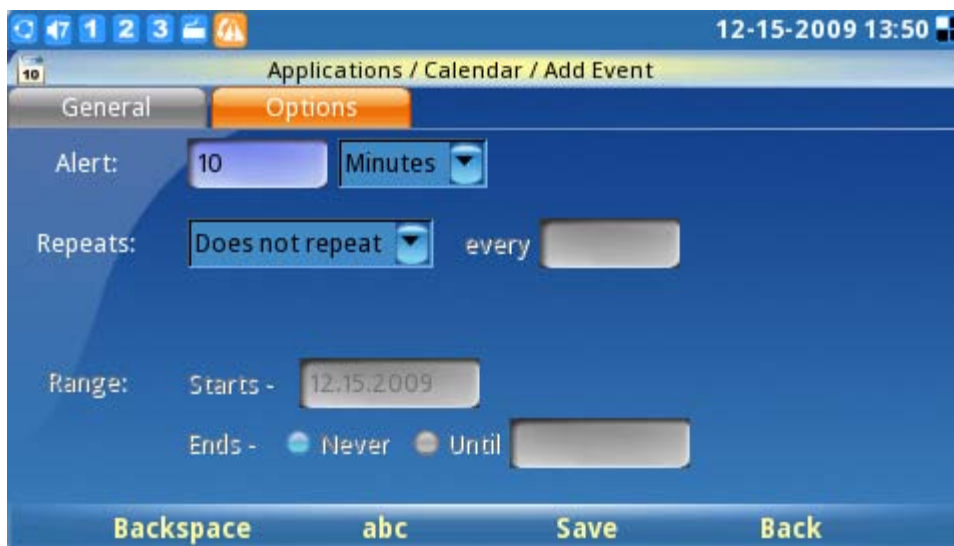 47 1 2 3 12-15-2009 13:50
10 Applications / Calendar / Add Event
General Options
Alert: 10 Minutes
Repeats: Does not repeat every
Range: Starts - 12.15.2009
Ends - Never Until
Backspace abc Save Back